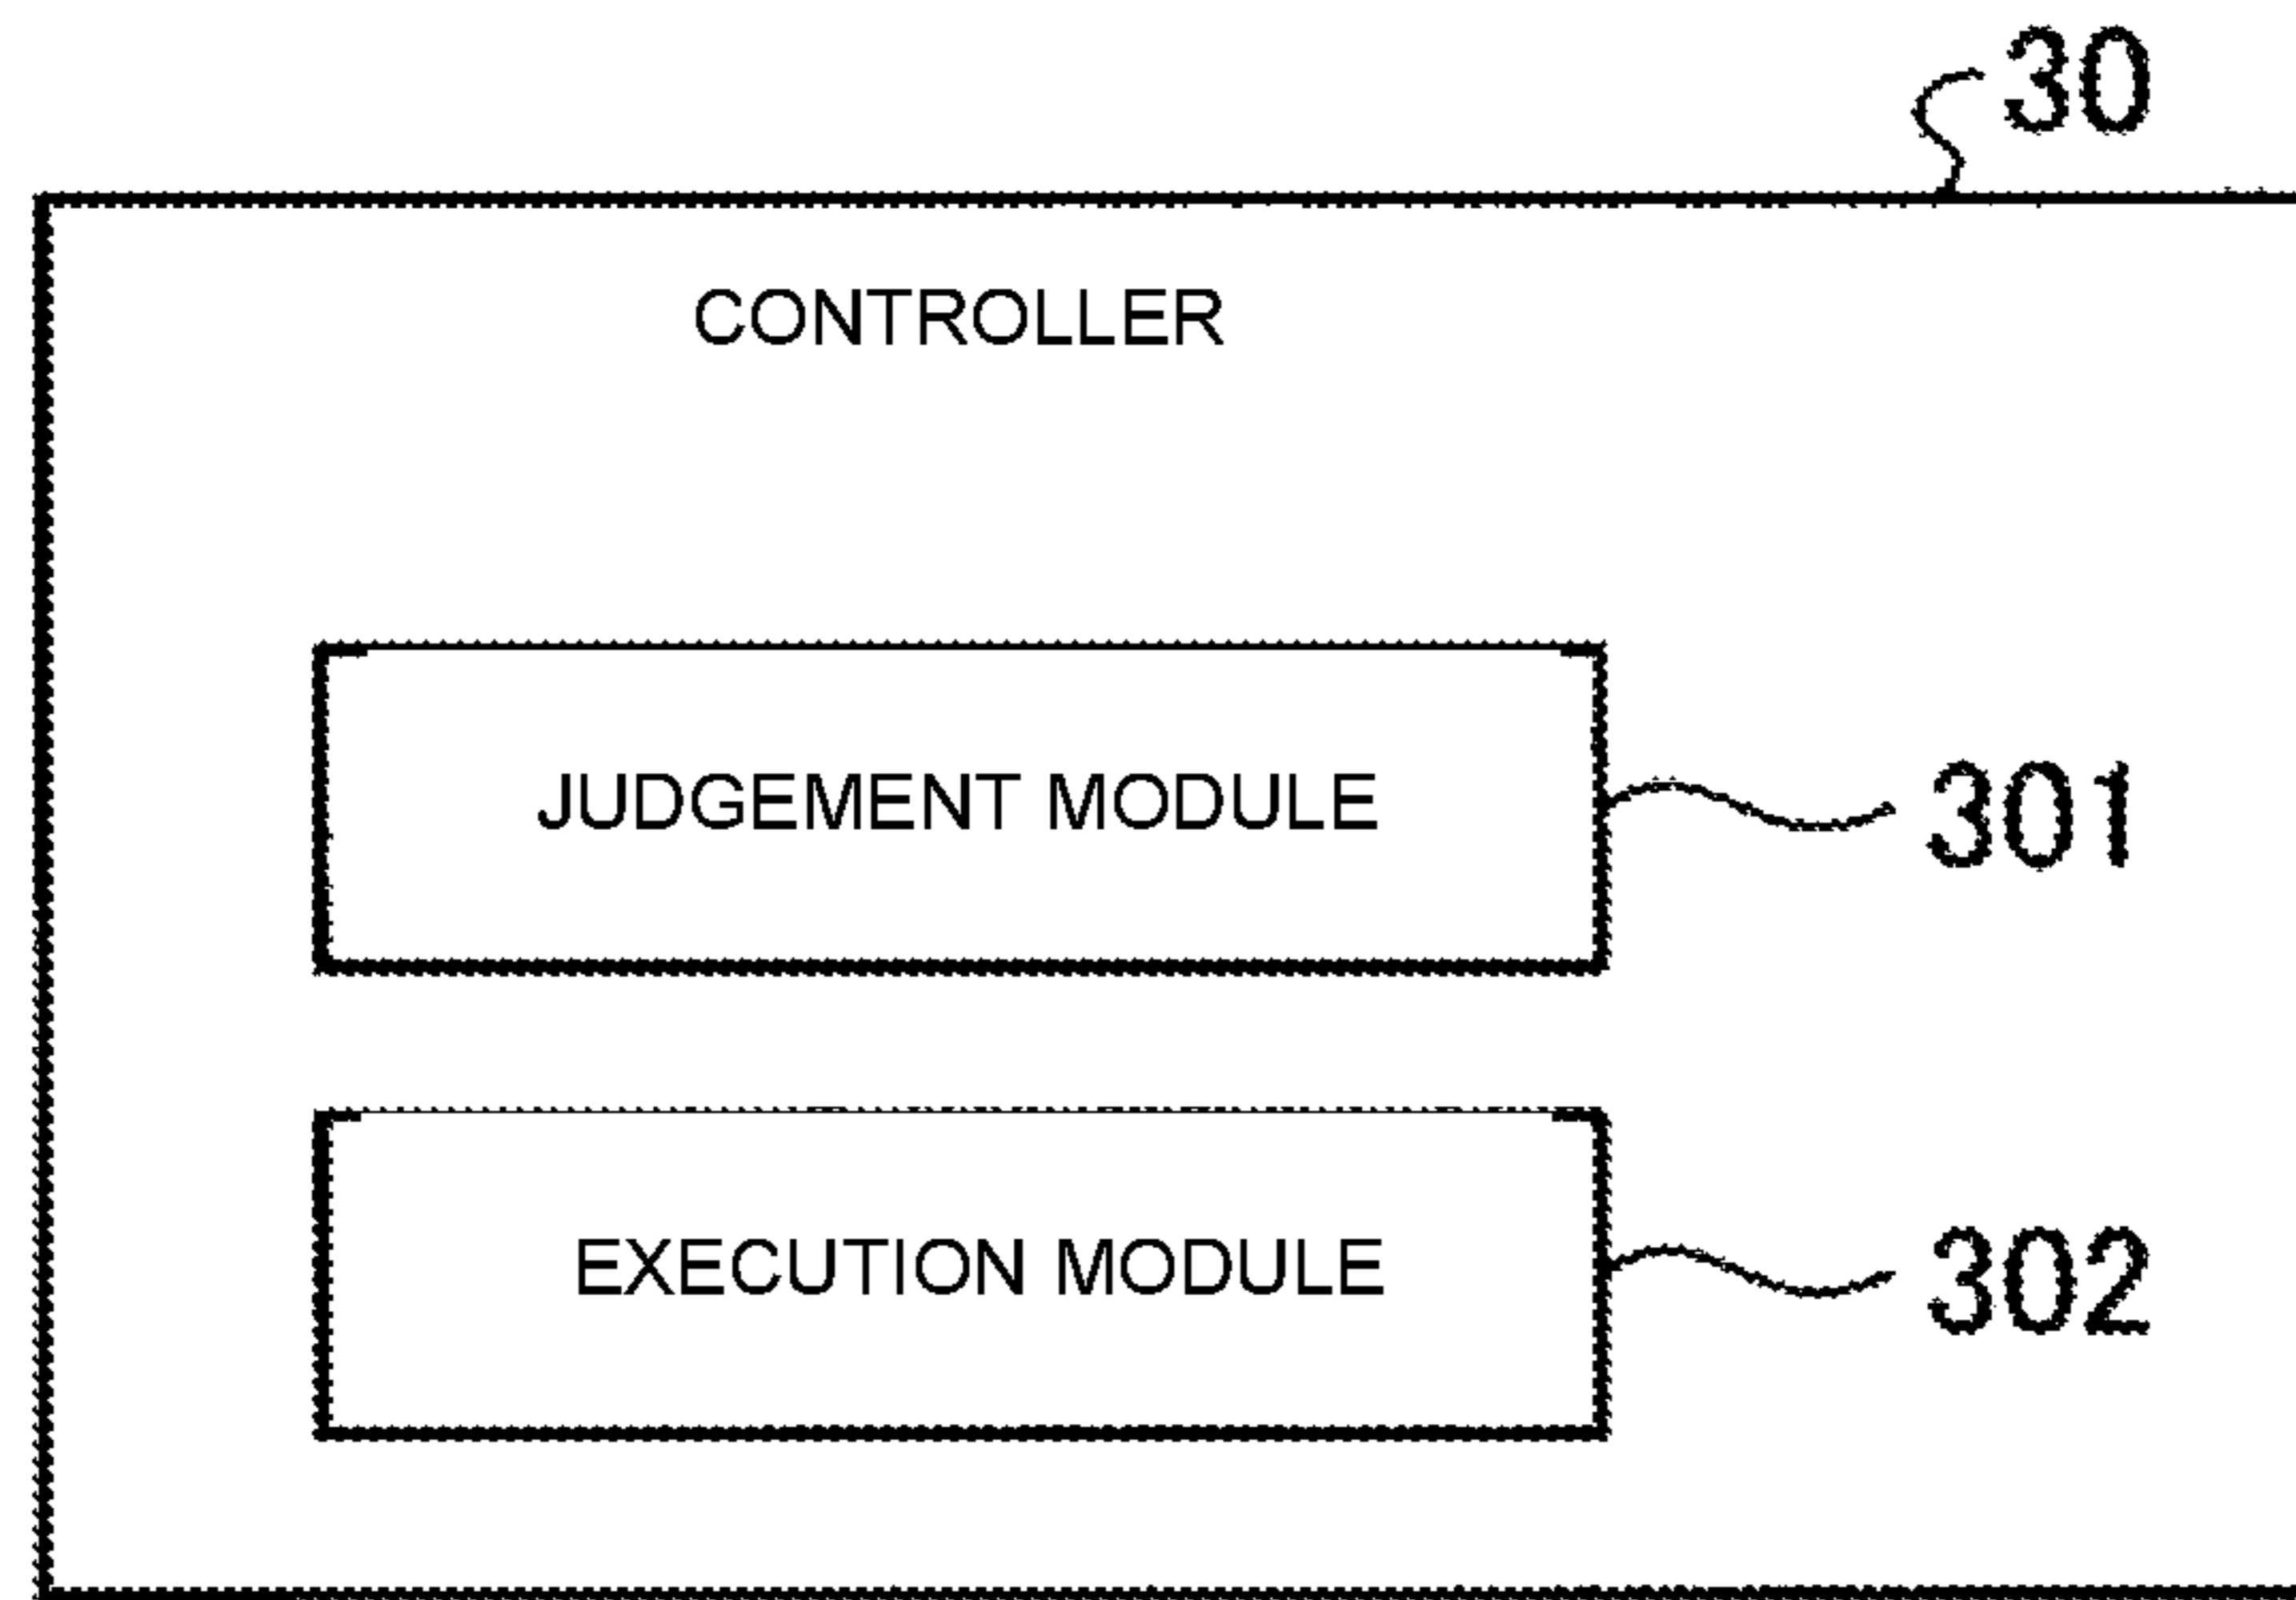 30
CONTROLLER
JUDGEMENT MODULE
301
EXECUTION MODULE
302